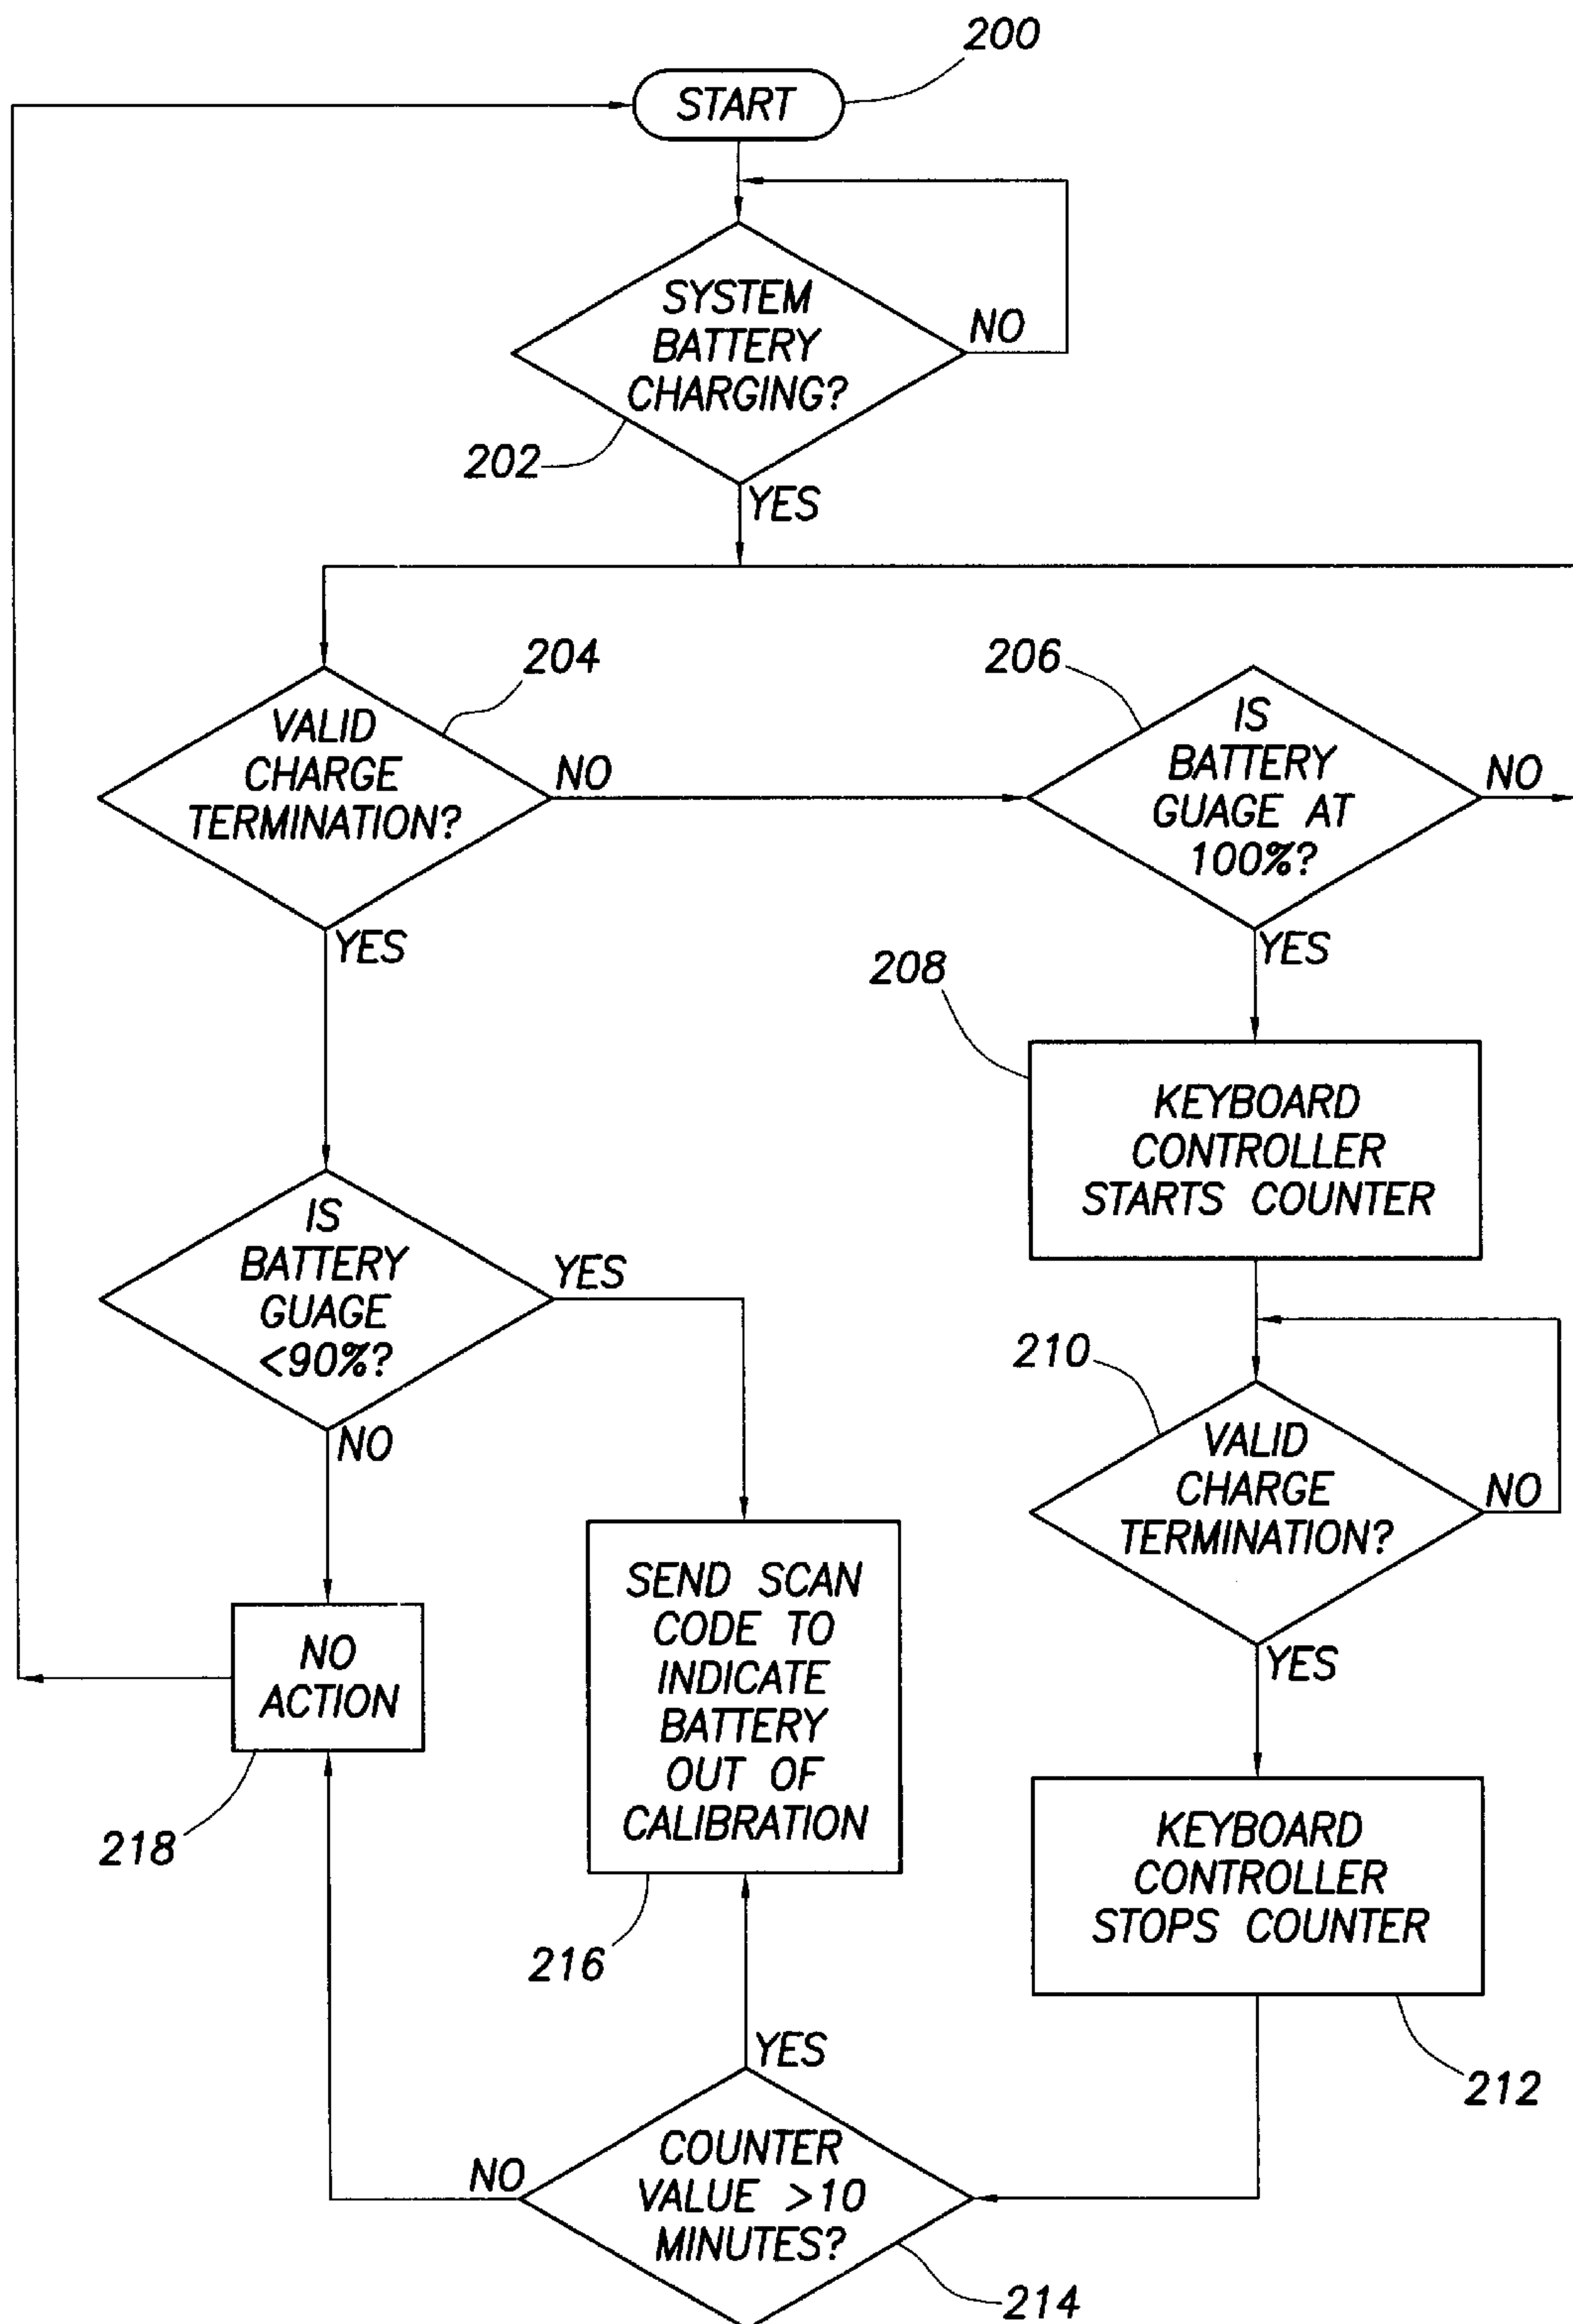 200
START
SYSTEM
BATTERY
CHARGING?
NO
202
YES
204
206
VALID
CHARGE
TERMINATION?
NO
IS
BATTERY
GUAGE AT
100%?
NO
YES
YES
208
KEYBOARD
CONTROLLER
STARTS COUNTER
IS
BATTERY
GUAGE
<90%?
YES
NO
210
VALID
CHARGE
TERMINATION?
NO
YES
SEND SCAN
CODE TO
INDICATE
BATTERY
OUT OF
CALIBRATION
NO
ACTION
218
216
KEYBOARD
CONTROLLER
STOPS COUNTER
212
YES
NO
COUNTER
VALUE >10
MINUTES?
214